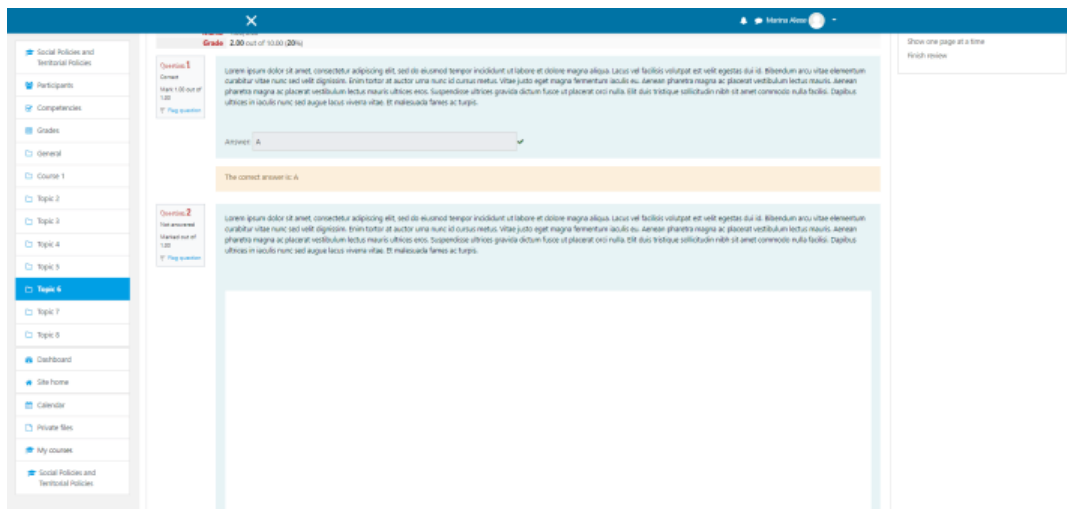 Marina Alesse
Social Policies and
Territorial Policies
Participants
Competencies
Grades
General
Course 1
Topic 2
Topic 3
Topic 4
Topic 5
Topic 6
Topic 7
Topic 8
Dashboard
Site home
Calendar
Private files
My courses
Social Policies and
Territorial Policies
Grade 2.00 out of 10.00 (20%)
Question 1
Correct
Mark 1.00 out of
1.00
Flag question
Lorem ipsum dolor sit amet, consectetur adipiscing elit, sed do eiusmod tempor incididunt ut labore et dolore magna aliqua. Lacus vel facilisis volutpat est velit egestas dui id. Bibendum arcu vitae elementum
curabitur vitae nunc sed velit dignissim. Enim tortor at auctor urna nunc id cursus metus. Vitae justo eget magna fermentum iaculis eu. Aenean pharetra magna ac placerat vestibulum lectus mauris. Aenean
pharetra magna ac placerat vestibulum lectus mauris ultrices eros. Suspendisse ultrices gravida dictum fusce ut placerat orci nulla. Elit duis tristique sollicitudin nibh sit amet commodo nulla facilisi. Dapibus
ultrices in iaculis nunc sed augue lacus viverra vitae. Et malesuada fames ac turpis.
Answer: A
The correct answer is: A
Question 2
Not answered
Marked out of
1.00
Flag question
Lorem ipsum dolor sit amet, consectetur adipiscing elit, sed do eiusmod tempor incididunt ut labore et dolore magna aliqua. Lacus vel facilisis volutpat est velit egestas dui id. Bibendum arcu vitae elementum
curabitur vitae nunc sed velit dignissim. Enim tortor at auctor urna nunc id cursus metus. Vitae justo eget magna fermentum iaculis eu. Aenean pharetra magna ac placerat vestibulum lectus mauris. Aenean
pharetra magna ac placerat vestibulum lectus mauris ultrices eros. Suspendisse ultrices gravida dictum fusce ut placerat orci nulla. Elit duis tristique sollicitudin nibh sit amet commodo nulla facilisi. Dapibus
ultrices in iaculis nunc sed augue lacus viverra vitae. Et malesuada fames ac turpis.
Show one page at a time
Finish review